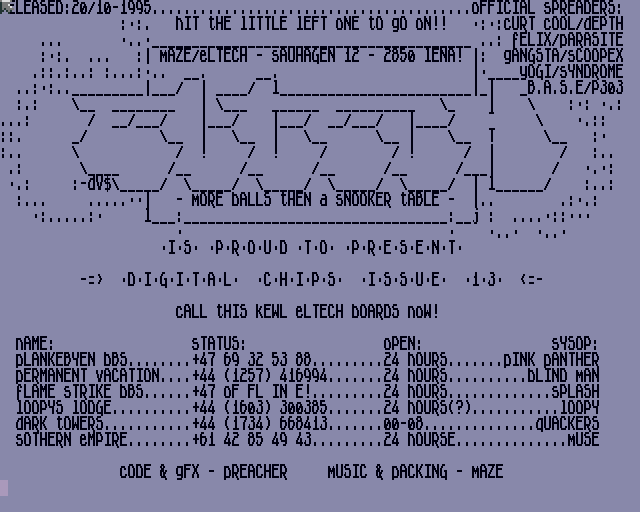 ELEASED:20/10-1995........................................oFFICIAL sPREADERS:
hIT tHE lITTLE lEFT oNE tO gO oN!!
cURT COOL/dEPTH
fELIX/pARASITE
MAZE/eLTECH - sAUHAGEN 12 - 2850 lENA!
gANGSTA/sCOOPEX
yOGI/sYNDROME
_B.A.S.E/P3o3
:-dV$\
- mORE bALLS tHEN a sNOOKER tABLE -
·I·S· ·P·R·O·U·D ·T·O· ·P·R·E·S·E·N·T·
-=> ·D·I·G·I·T·A·L· ·C·H·I·P·S· ·I·S·S·U·E· ·13· <=-
cALL tHIS KEWL eLTECH bOARDS noW!
nAME: sTATUS: oPEN: sYSOP:
pLANKEBYEN bBS........+47 69 32 53 88.........24 hOURS.......pINK pANTHER
pERMANENT vACATION....+44 (1257) 416994.......24 hOURS..........bLIND mAN
fLAME sTRIKE bBS......+47 oF FL IN E!.........24 hOURS.............sPLASH
lOOPYS lODGE..........+44 (1603) 300385.......24 hOURS(?)...........lOOPY
dARK tOWERS...........+44 (1734) 668413.......00-08..............qUACKERS
sOTHERN eMPIRE........+61 42 85 49 43.........24 hOURSE..............mUSE
cODE & gFX - pREACHER     mUSIC & pACKING - mAZE